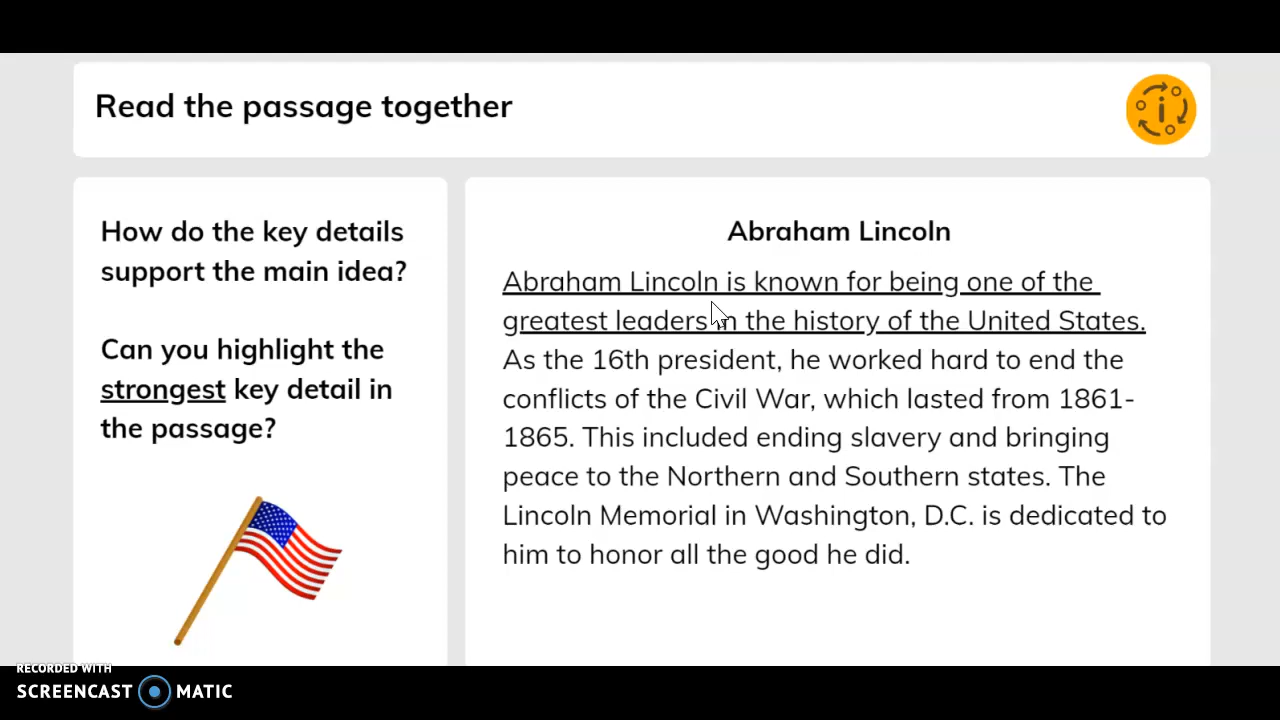 Read the passage together
How do the key details
support the main idea?
Can you highlight the
strongest key detail in
the passage?
Abraham Lincoln
Abraham Lincoln is known for being one of the
greatest leaders in the history of the United States.
As the 16th president, he worked hard to end the
conflicts of the Civil War, which lasted from 1861-
1865. This included ending slavery and bringing
peace to the Northern and Southern states. The
Lincoln Memorial in Washington, D.C. is dedicated to
him to honor all the good he did.
RECORDED WITH
SCREENCAST MATIC